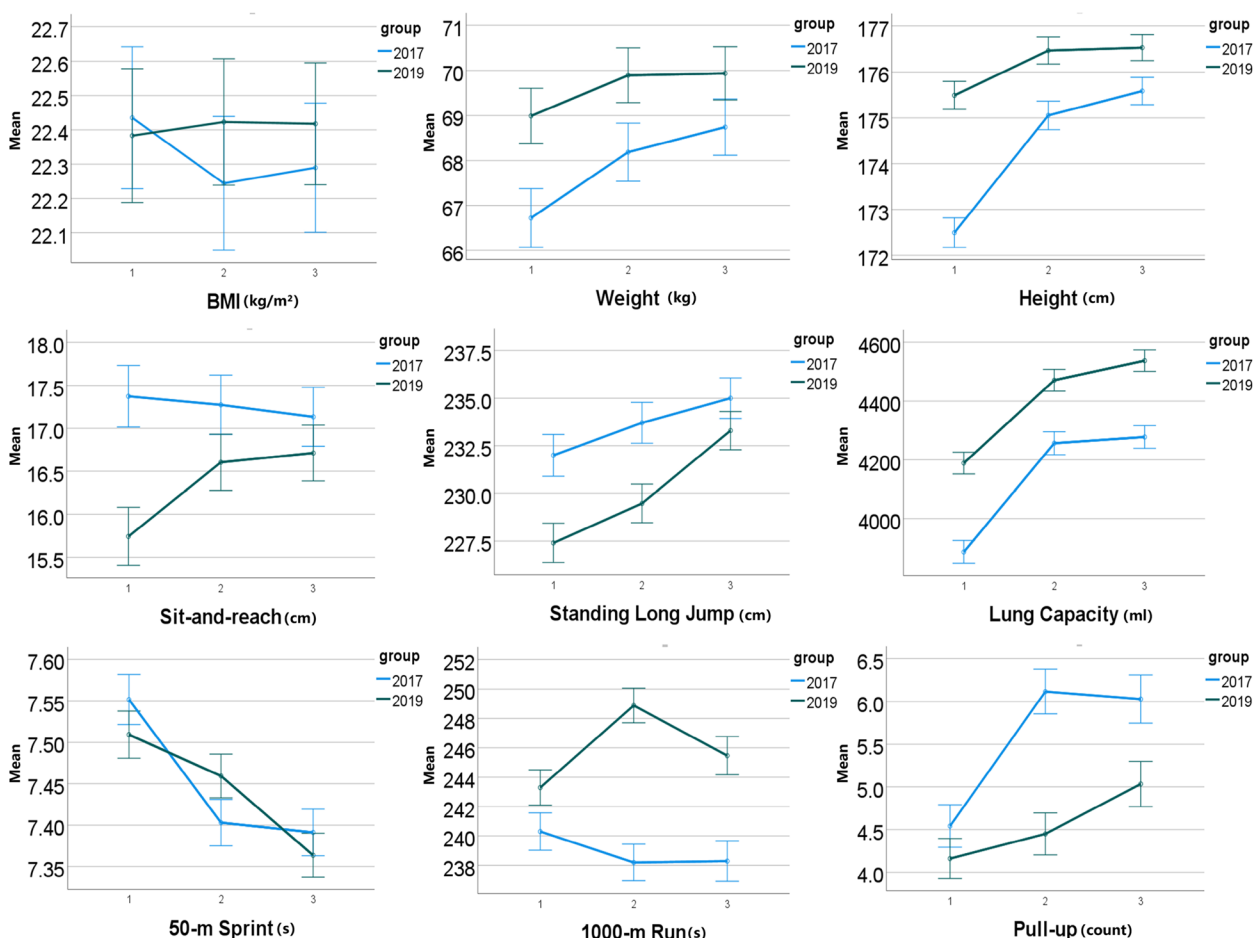 22.7
22.6
22.5
22.4
22.3
22.2
22.1
Mean
1 2 3
BMI (kg/m²)
group
2017
2019
71
70
69
68
67
66
Mean
1 2 3
Weight (kg)
group
2017
2019
177
176
175
174
173
172
Mean
1 2 3
Height (cm)
group
2017
2019
18.0
17.5
17.0
16.5
16.0
15.5
Mean
1 2 3
Sit-and-reach (cm)
group
2017
2019
237.5
235.0
232.5
230.0
227.5
Mean
1 2 3
Standing Long Jump (cm)
group
2017
2019
4600
4400
4200
4000
Mean
1 2 3
Lung Capacity (ml)
group
2017
2019
7.60
7.55
7.50
7.45
7.40
7.35
Mean
1 2 3
50-m Sprint (s)
group
2017
2019
252
250
248
246
244
242
240
238
Mean
1 2 3
1000-m Run(s)
group
2017
2019
6.5
6.0
5.5
5.0
4.5
4.0
Mean
1 2 3
Pull-up (count)
group
2017
2019